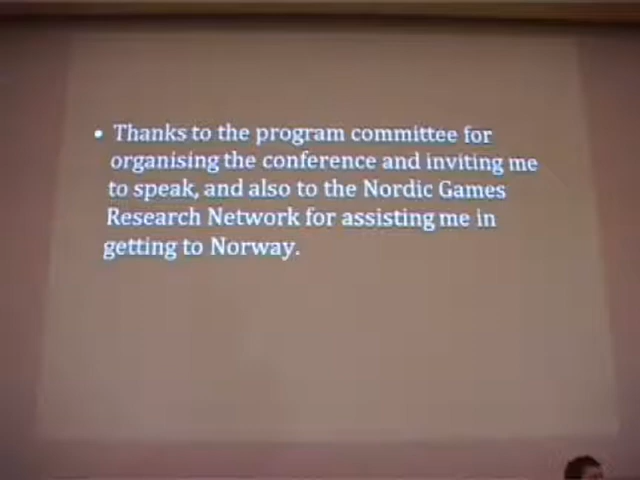 • Thanks to the program committee for
organising the conference and inviting me
to speak, and also to the Nordic Games
Research Network for assisting me in
getting to Norway.